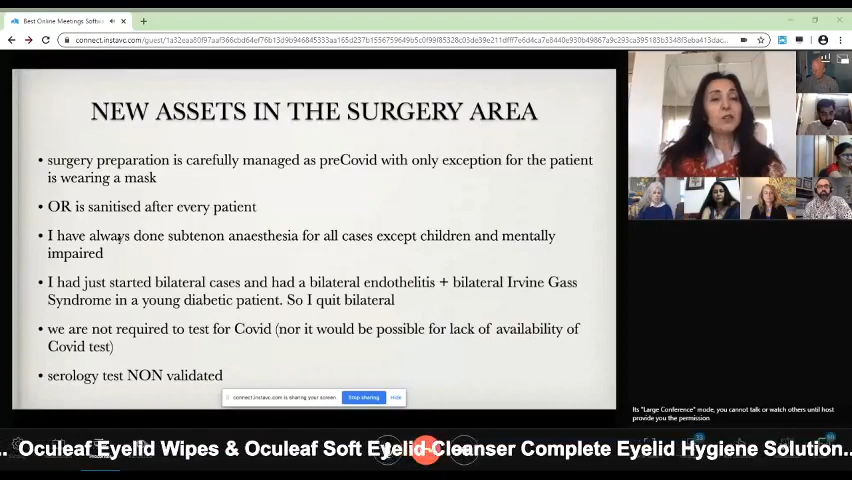 Best Online Meetings Softwa
connect.instavc.com/guest/
NEW ASSETS IN THE SURGERY AREA
• surgery preparation is carefully managed as preCovid with only exception for the patient
is wearing a mask
• OR is sanitised after every patient
• I have always done subtenon anaesthesia for all cases except children and mentally
impaired
• I had just started bilateral cases and had a bilateral endothelitis + bilateral Irvine Gass
Syndrome in a young diabetic patient. So I quit bilateral
• we are not required to test for Covid (nor it would be possible for lack of availability of
Covid test)
• serology test NON validated
connect.instavc.com is sharing your screen.
Stop sharing
Hide
Its "Large Conference" mode, you cannot talk or watch others until host
provide you the permission
.. Oculeaf Eyelid Wipes & Oculeaf Soft Eyelid Cleanser Complete Eyelid Hygiene Solution...